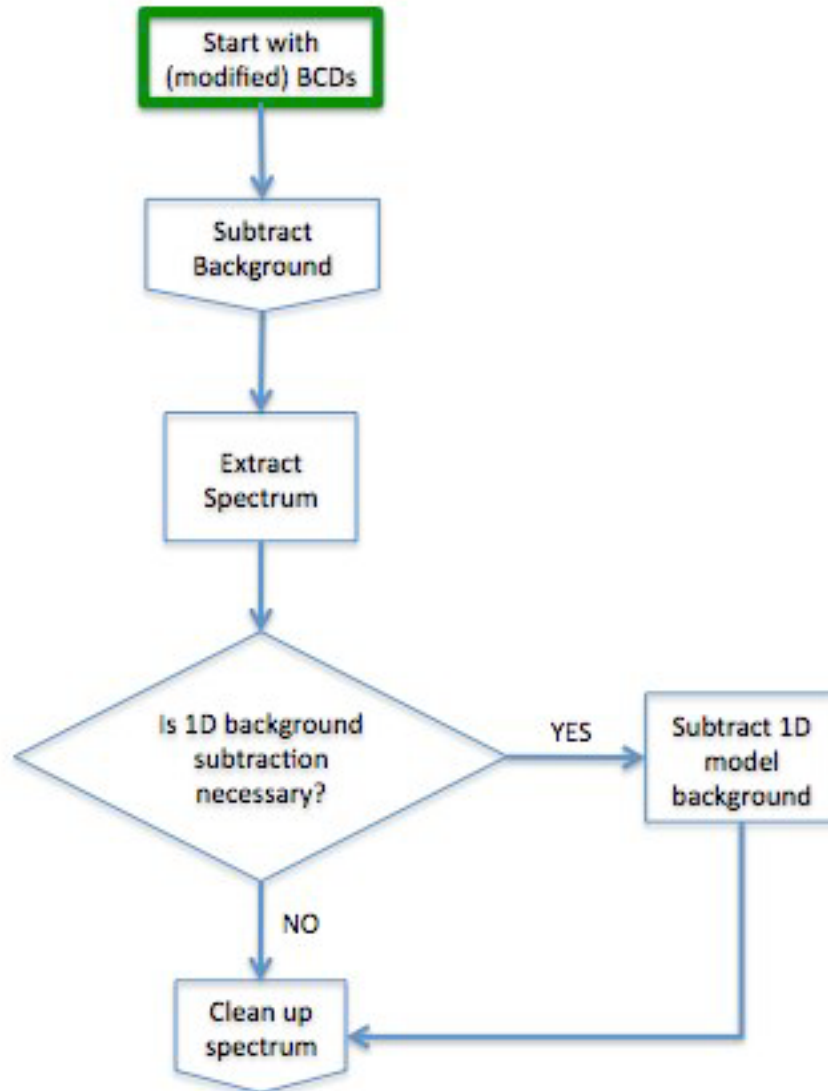 Start with
(modified) BCDs
Subtract
Background
Extract
Spectrum
Is 1D background
subtraction
necessary?
YES
Subtract 1D
model
background
NO
Clean up
spectrum